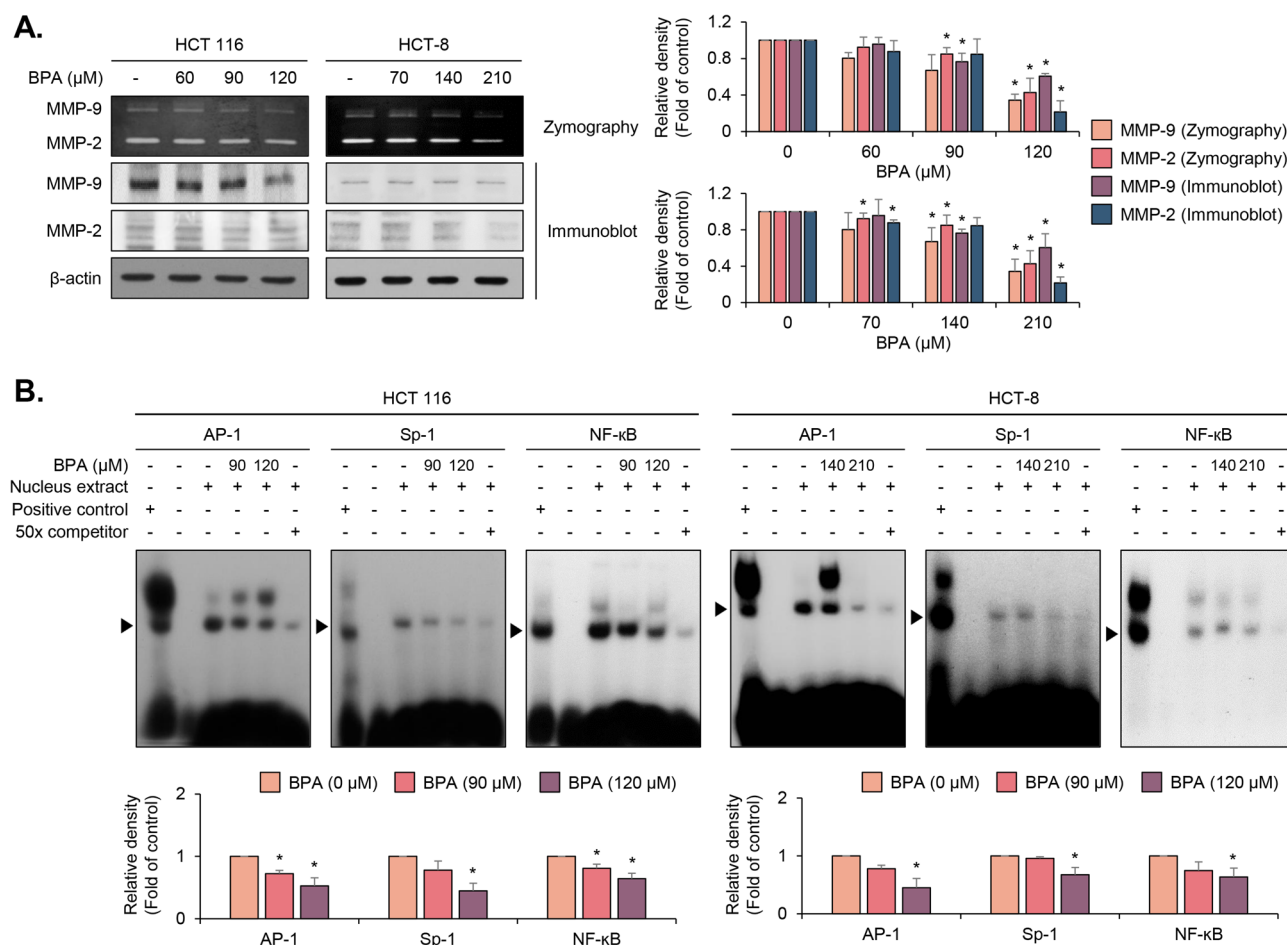 A.
HCT 116 HCT-8
BPA (µM) - 60 90 120 - 70 140 210
MMP-9
MMP-2
Zymography
MMP-9
MMP-2
Immunoblot
β-actin
Relative density
(Fold of control)
1.2
0.8
0.4
0
* * * * * *
0 60 90 120
BPA (µM)
Relative density
(Fold of control)
1.2
0.8
0.4
0
* * * * * * * * *
0 70 140 210
BPA (µM)
MMP-9 (Zymography)
MMP-2 (Zymography)
MMP-9 (Immunoblot)
MMP-2 (Immunoblot)
B.
HCT 116 HCT-8
AP-1 Sp-1 NF-κB AP-1 Sp-1 NF-κB
BPA (µM) - - - 90 120 - - - - 90 120 - - - - 90 120 - - - - 140 210 - - - - 140 210 - - - - 140 210 -
Nucleus extract - - + + + + - - + + + + - - + + + + - - + + + + - - + + + + - - + + + +
Positive control + - - - - - + - - - - - + - - - - - + - - - - - + - - - - - + - - - - -
50x competitor - - - - - + - - - - - + - - - - - + - - - - - + - - - - - + - - - - - +
BPA (0 µM) BPA (90 µM) BPA (120 µM)
Relative density
(Fold of control)
2
1
0
* * * * *
AP-1 Sp-1 NF-κB
BPA (0 µM) BPA (90 µM) BPA (120 µM)
Relative density
(Fold of control)
2
1
0
* * *
AP-1 Sp-1 NF-κB